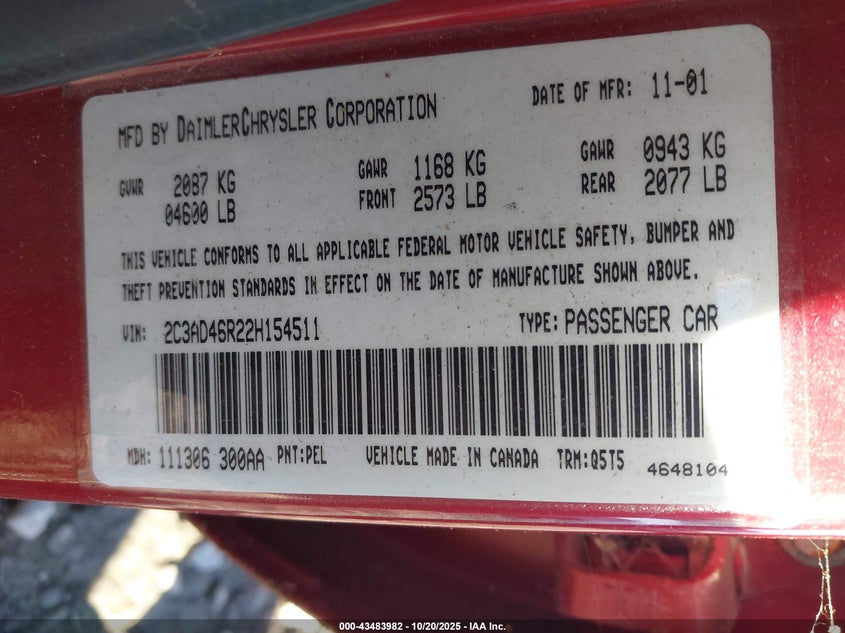 MFD BY DAIMLERCHRYSLER CORPORATION DATE OF MFR: 11-01
GVWR 2087 KG GAWR 1168 KG GAWR 0943 KG
04600 LB FRONT 2573 LB REAR 2077 LB
THIS VEHICLE CONFORMS TO ALL APPLICABLE FEDERAL MOTOR VEHICLE SAFETY, BUMPER AND
THEFT PREVENTION STANDARDS IN EFFECT ON THE DATE OF MANUFACTURE SHOWN ABOVE.
VIN: 2C3AD46R22H154511 TYPE: PASSENGER CAR
MDH: 111306 300AA PNT:PEL VEHICLE MADE IN CANADA TRM:Q5T5 4648104
000-43483982 - 10/20/2025 - IAA Inc.